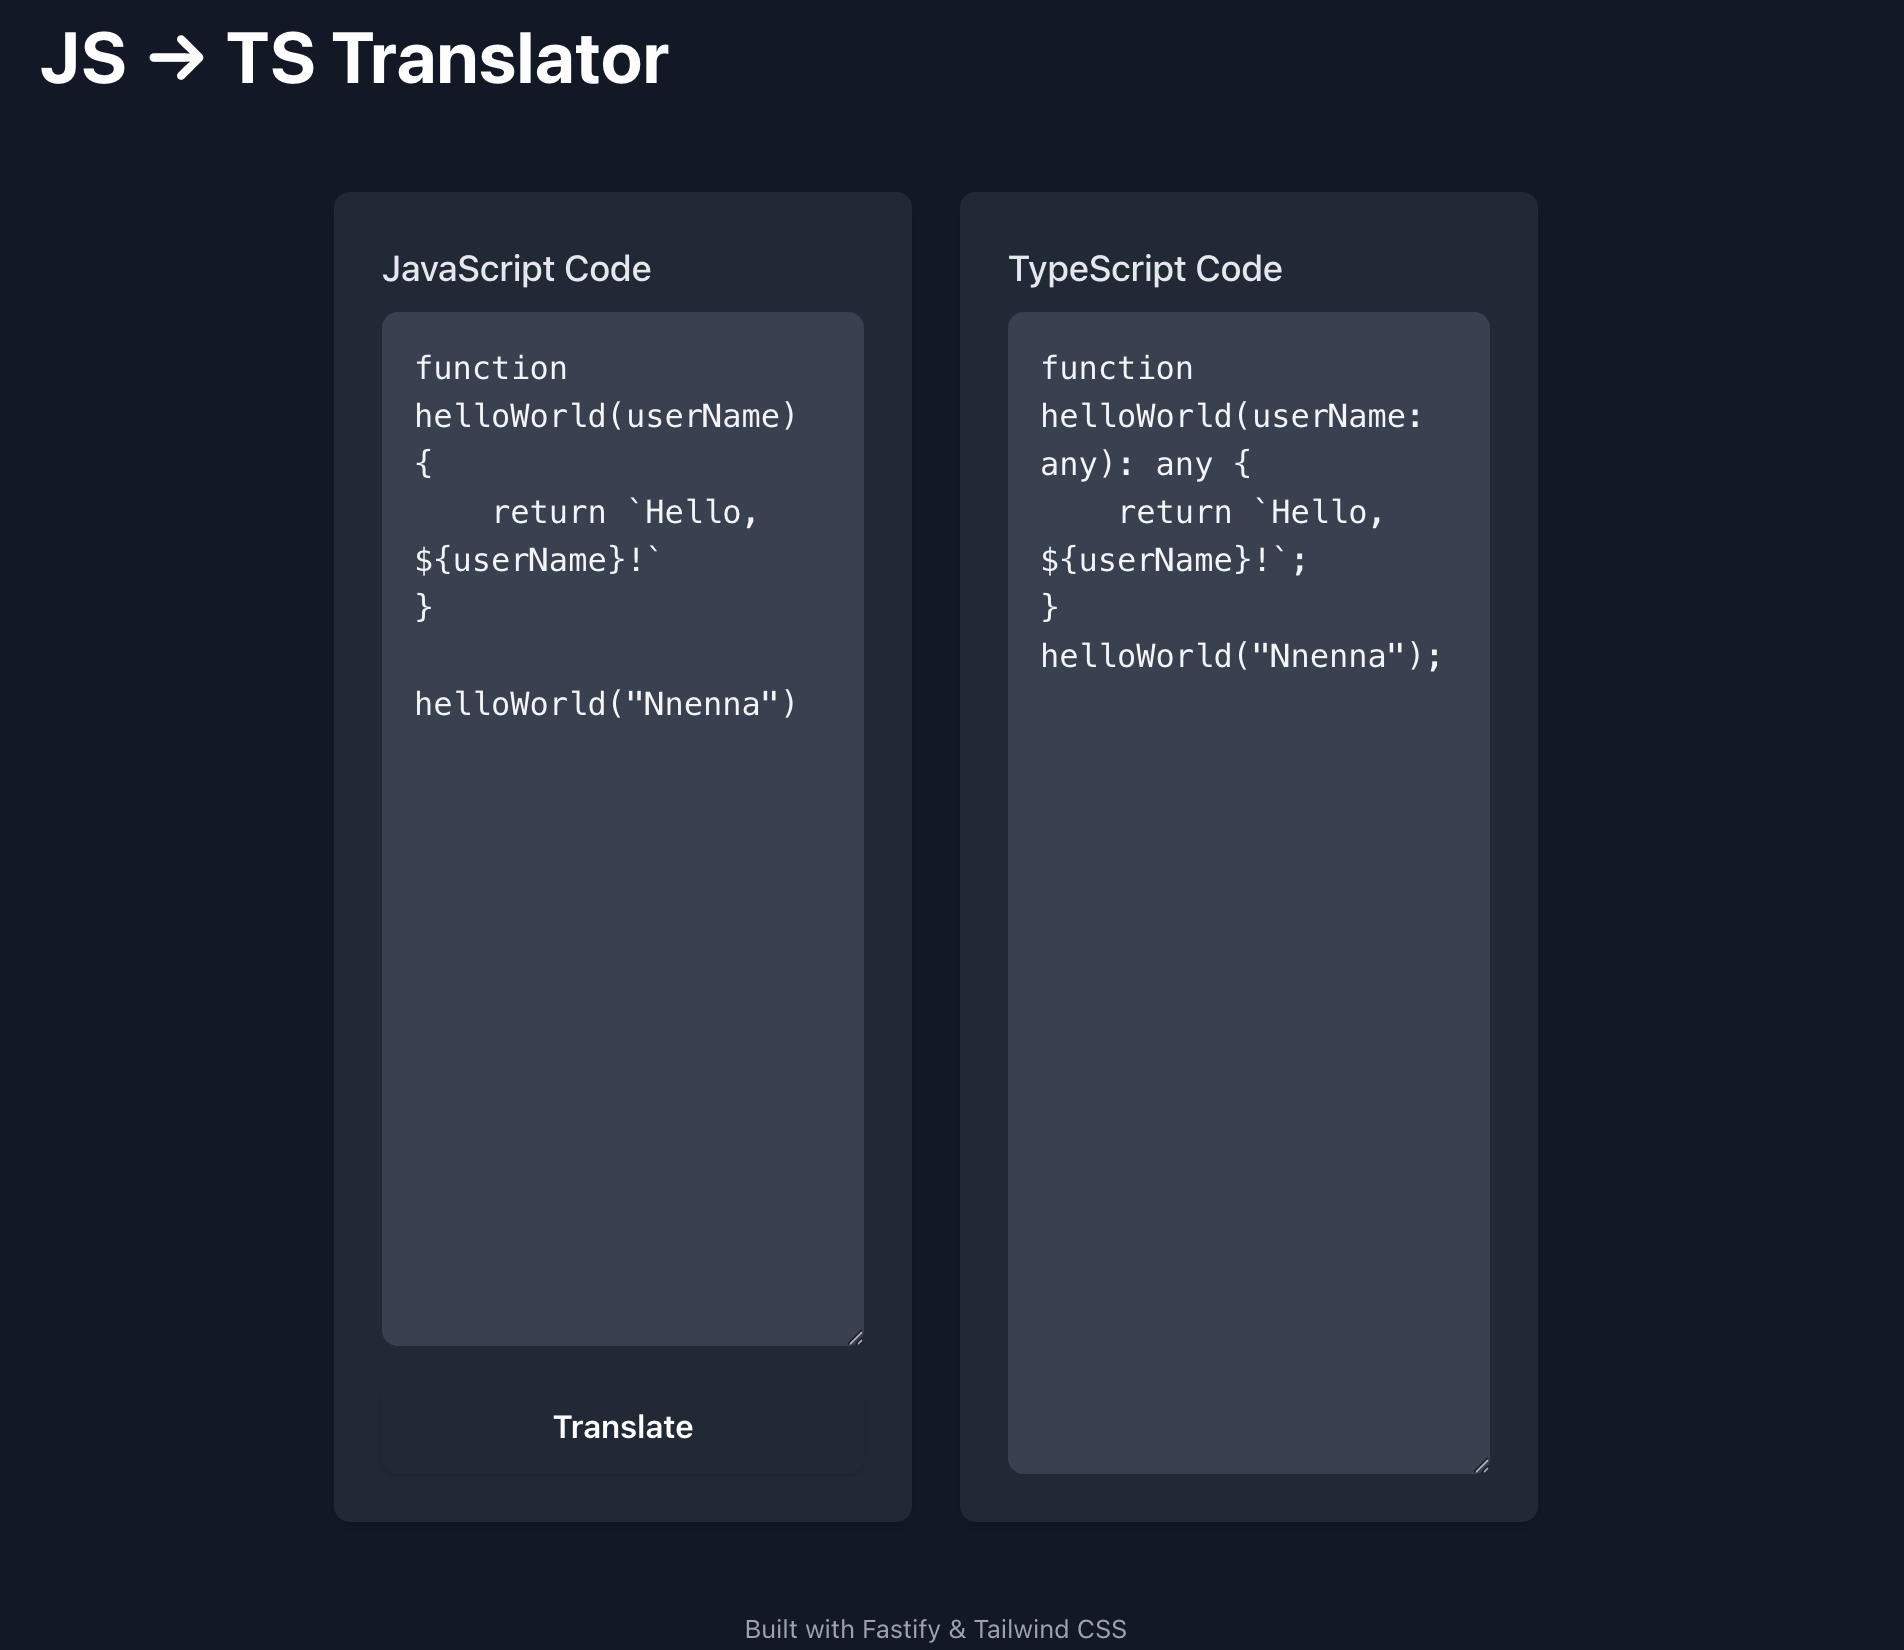 JS → TS Translator
JavaScript Code
function
helloWorld(userName)
{
    return `Hello,
${userName}!`
}

helloWorld("Nnenna")
Translate
TypeScript Code
function
helloWorld(userName:
any): any {
    return `Hello,
${userName}!`;
}
helloWorld("Nnenna");
Built with Fastify & Tailwind CSS